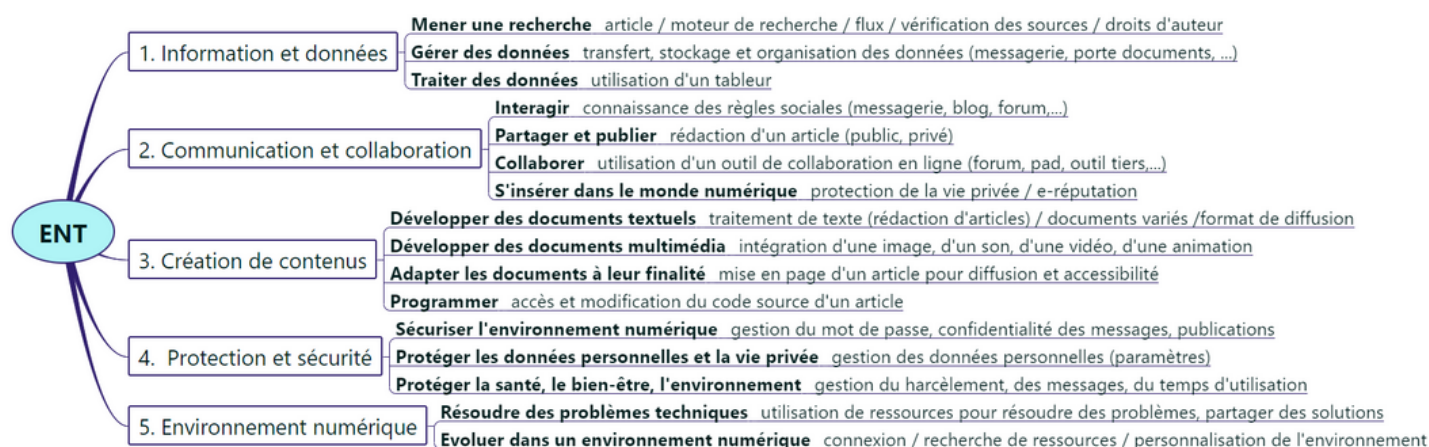 ENT
1. Information et données
Mener une recherche article / moteur de recherche / flux / vérification des sources / droits d'auteur
Gérer des données transfert, stockage et organisation des données (messagerie, porte documents, ...)
Traiter des données utilisation d'un tableur
2. Communication et collaboration
Interagir connaissance des règles sociales (messagerie, blog, forum,...)
Partager et publier rédaction d'un article (public, privé)
Collaborer utilisation d'un outil de collaboration en ligne (forum, pad, outil tiers,...)
S'insérer dans le monde numérique protection de la vie privée / e-réputation
3. Création de contenus
Développer des documents textuels traitement de texte (rédaction d'articles) / documents variés /format de diffusion
Développer des documents multimédia intégration d'une image, d'un son, d'une vidéo, d'une animation
Adapter les documents à leur finalité mise en page d'un article pour diffusion et accessibilité
Programmer accès et modification du code source d'un article
4. Protection et sécurité
Sécuriser l'environnement numérique gestion du mot de passe, confidentialité des messages, publications
Protéger les données personnelles et la vie privée gestion des données personnelles (paramètres)
Protéger la santé, le bien-être, l'environnement gestion du harcèlement, des messages, du temps d'utilisation
5. Environnement numérique
Résoudre des problèmes techniques utilisation de ressources pour résoudre des problèmes, partager des solutions
Evoluer dans un environnement numérique connexion / recherche de ressources / personnalisation de l'environnement